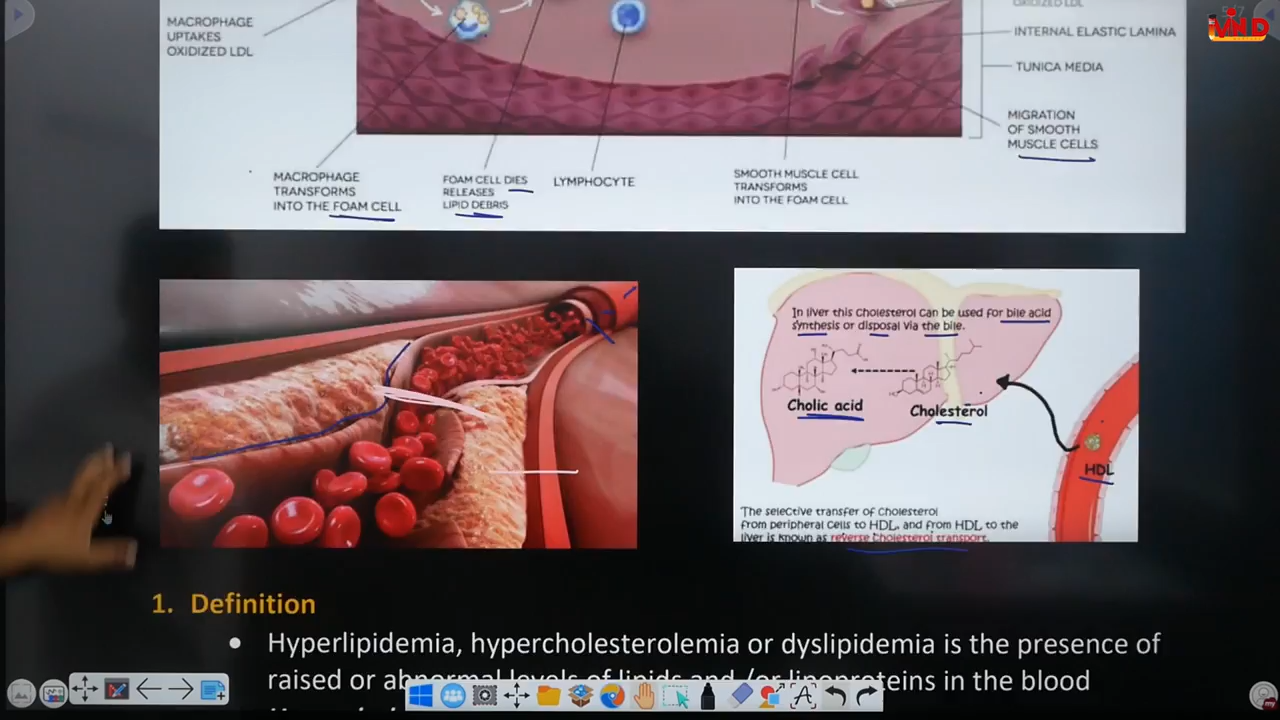 MACROPHAGE
UPTAKES
OXIDIZED LDL
OXIDIZED LDL
INTERNAL ELASTIC LAMINA
TUNICA MEDIA
MIGRATION
OF SMOOTH
MUSCLE CELLS
MACROPHAGE
TRANSFORMS
INTO THE FOAM CELL
FOAM CELL DIES
RELEASES
LIPID DEBRIS
LYMPHOCYTE
SMOOTH MUSCLE CELL
TRANSFORMS
INTO THE FOAM CELL
In liver this Cholesterol can be used for bile acid
synthesis or disposal via the bile.
Cholic acid
Cholesterol
HDL
The selective transfer of Cholesterol
from peripheral Cells to HDL, and from HDL to the
liver is known as reverse Cholesterol transport.
1. Definition
• Hyperlipidemia, hypercholesterolemia or dyslipidemia is the presence of
raised or abnormal levels of lipids and /or lipoproteins in the blood